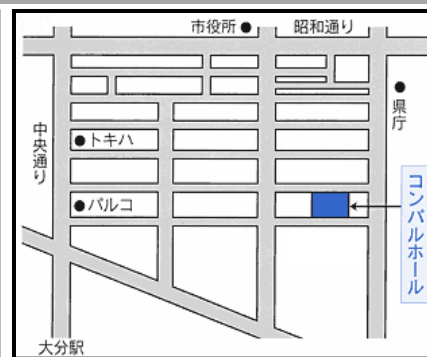 市役所
昭和通り
県庁
中央通り
トキハ
パルコ
コンパルホール
大分駅